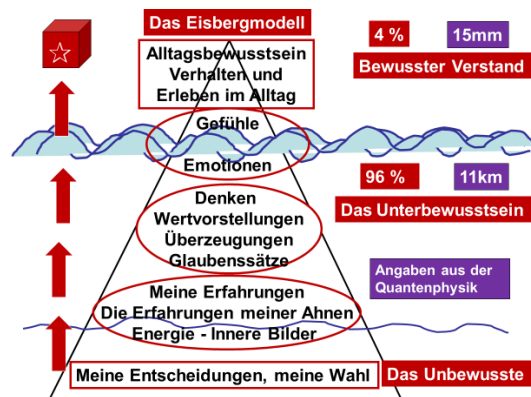 Das Eisbergmodell
4 %
15mm
Bewusster Verstand
Alltagsbewusstsein
Verhalten und
Erleben im Alltag
Gefühle
Emotionen
96 %
11km
Das Unterbewusstsein
Denken
Wertvorstellungen
Überzeugungen
Glaubenssätze
Angaben aus der
Quantenphysik
Meine Erfahrungen
Die Erfahrungen meiner Ahnen
Energie - Innere Bilder
Meine Entscheidungen, meine Wahl
Das Unbewusste